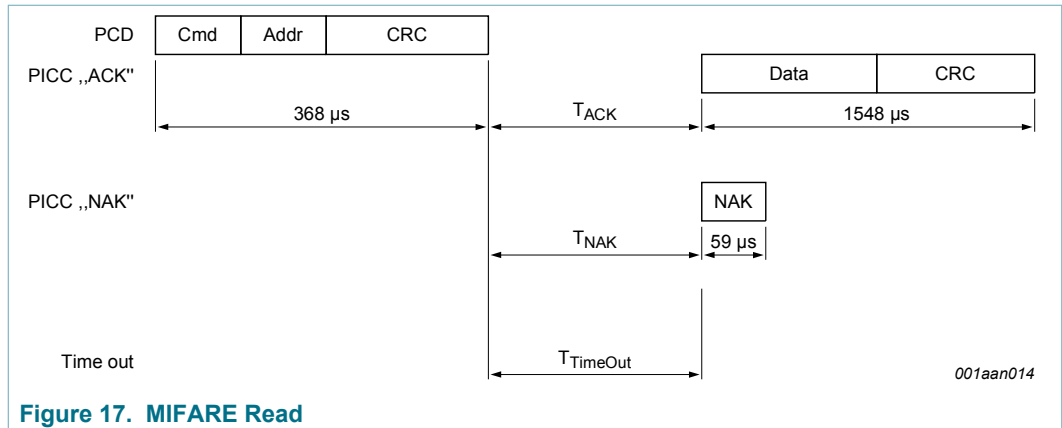 PCD Cmd Addr CRC
PICC ,,ACK" Data CRC
368 µs TACK 1548 µs
PICC ,,NAK" NAK
TNAK 59 µs
Time out TTimeOut 001aan014
Figure 17. MIFARE Read